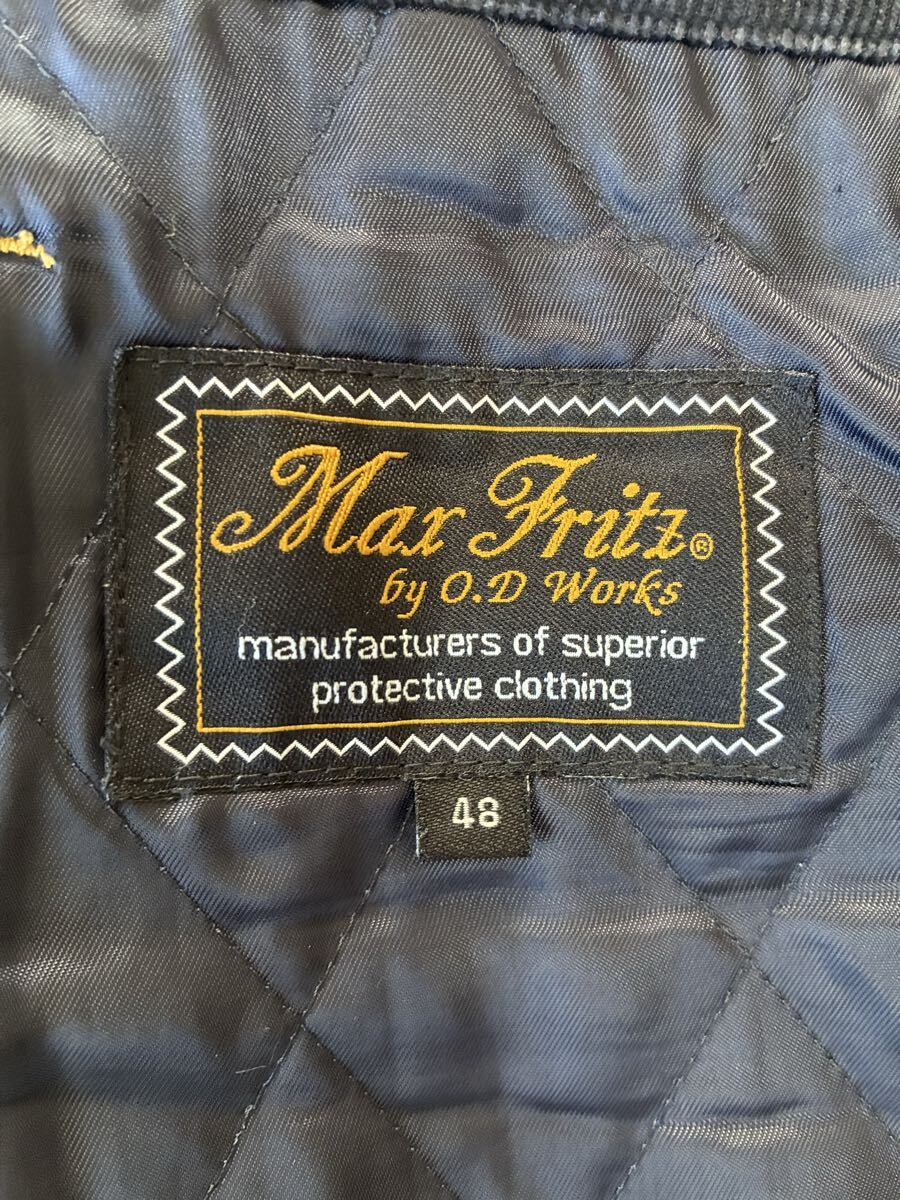 Max Fritz®
by O.D Works
manufacturers of superior
protective clothing
48